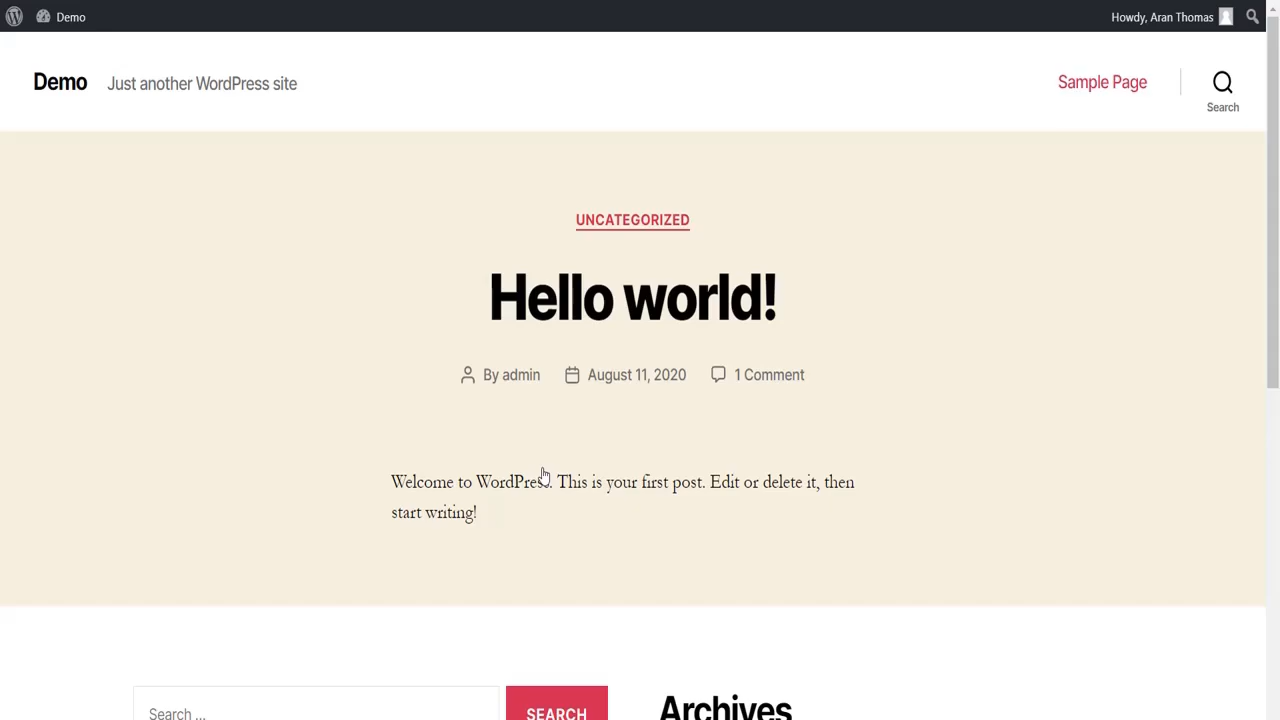 Demo
Howdy, Aran Thomas
Demo
Just another WordPress site
Sample Page
Search
UNCATEGORIZED
Hello world!
By admin
August 11, 2020
1 Comment
Welcome to WordPress. This is your first post. Edit or delete it, then
start writing!
Search ...
SEARCH
Archives